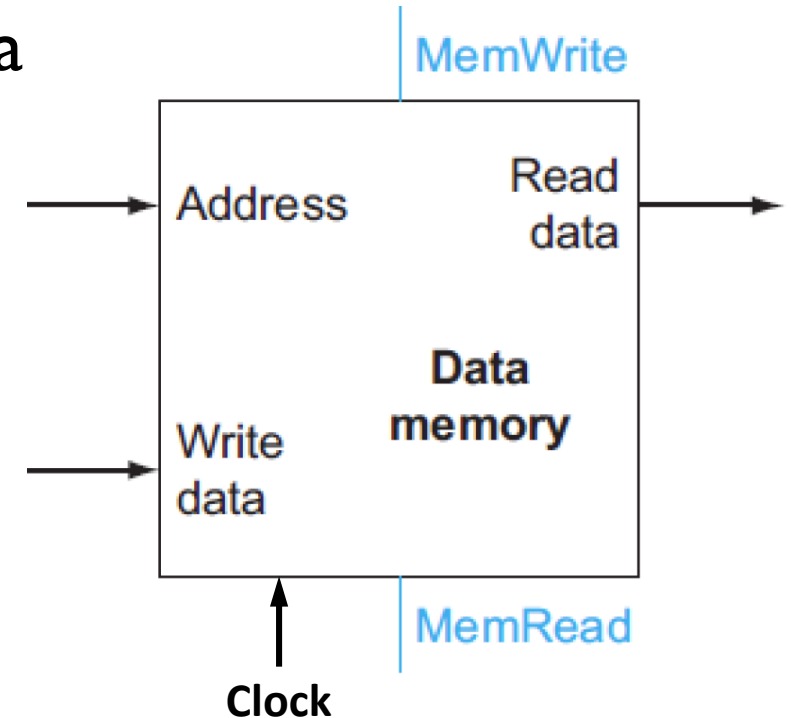 a
MemWrite
Address
Read
data
Data
memory
Write
data
MemRead
Clock